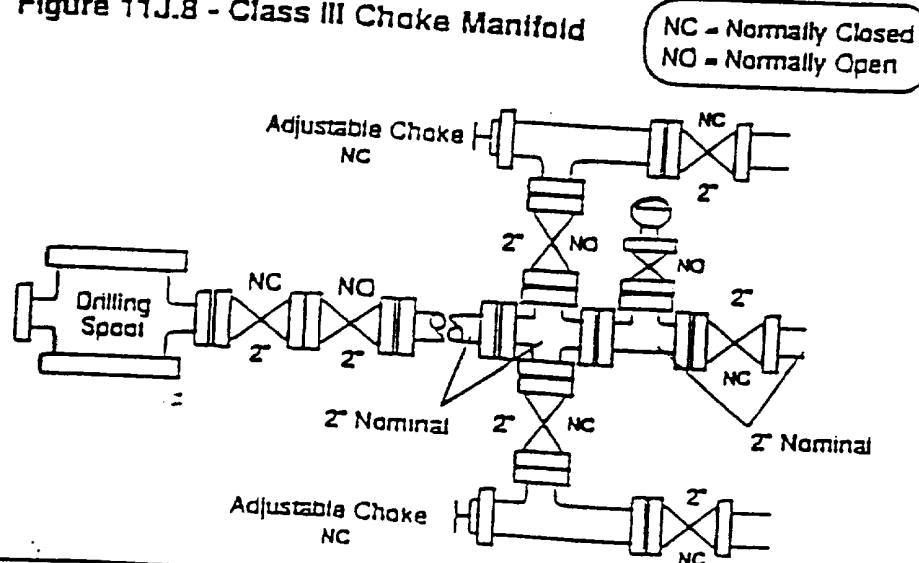 Figure 11J.8 - Class III Choke Manifold
NC = Normally Closed
NO = Normally Open
Adjustable Choke
NC
NC
2"
2"
NO
NO
Drilling
Spool
NC
NO
2"
2"
2"
NC
2" Nominal
2"
NC
2" Nominal
Adjustable Choke
NC
2"
NC